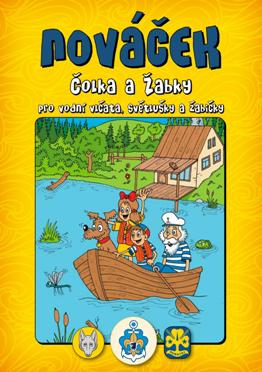 nováček
Čolka a Žabky
pro vodní vlčata, světlušky a žabičky